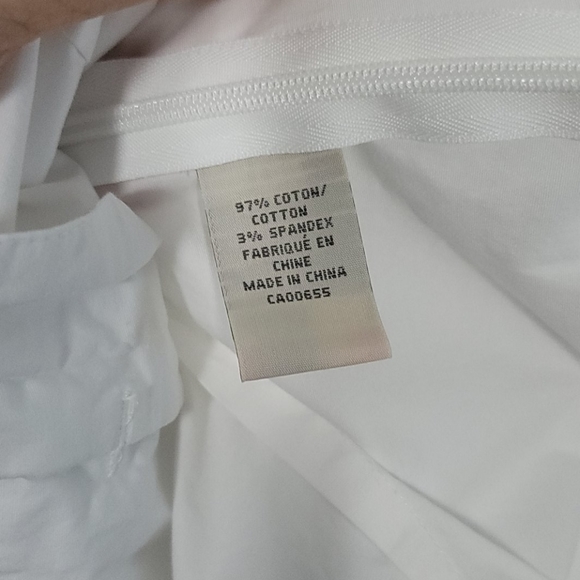 97% COTON/
COTTON
3% SPANDEX
FABRIQUÉ EN
CHINE
MADE IN CHINA
CA00655